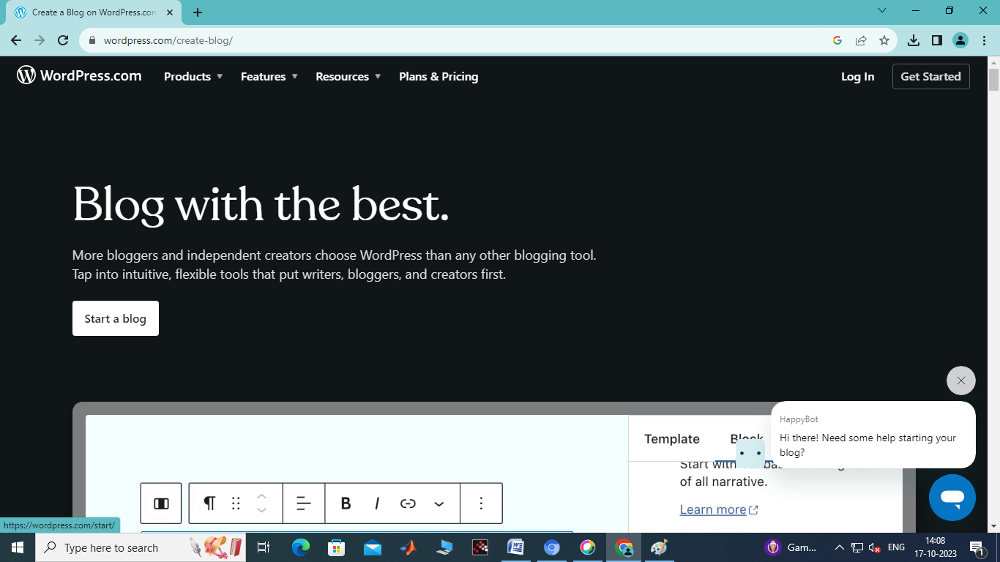 Create a Blog on WordPress.com
wordpress.com/create-blog/
WordPress.com
Products
Features
Resources
Plans & Pricing
Log In
Get Started
Blog with the best.
More bloggers and independent creators choose WordPress than any other blogging tool.
Tap into intuitive, flexible tools that put writers, bloggers, and creators first.
Start a blog
HappyBot
Hi there! Need some help starting your
blog?
Template
Block
Start with
of all narrative.
Learn more
B I
https://wordpress.com/start/
Type here to search
Gam...
ENG
14:08
17-10-2023
1